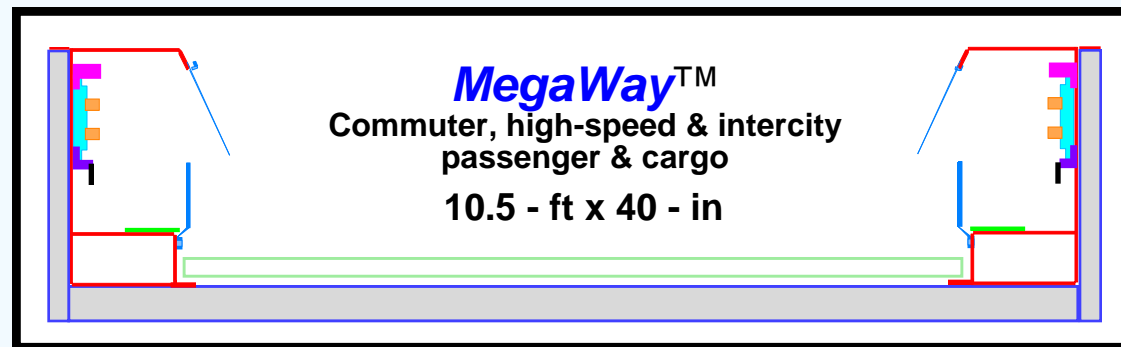 MegaWay™
Commuter, high-speed & intercity
passenger & cargo
10.5 - ft x 40 - in